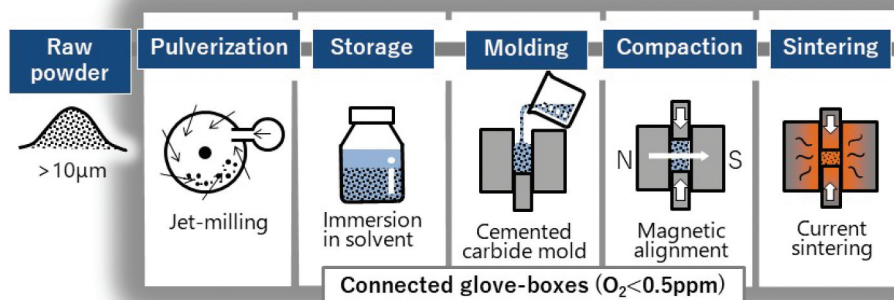 Raw
powder
Pulverization
Storage
Molding
Compaction
Sintering
>10μm
N
S
Jet-milling
Immersion
in solvent
Cemented
carbide mold
Magnetic
alignment
Current
sintering
Connected glove-boxes (O₂<0.5ppm)